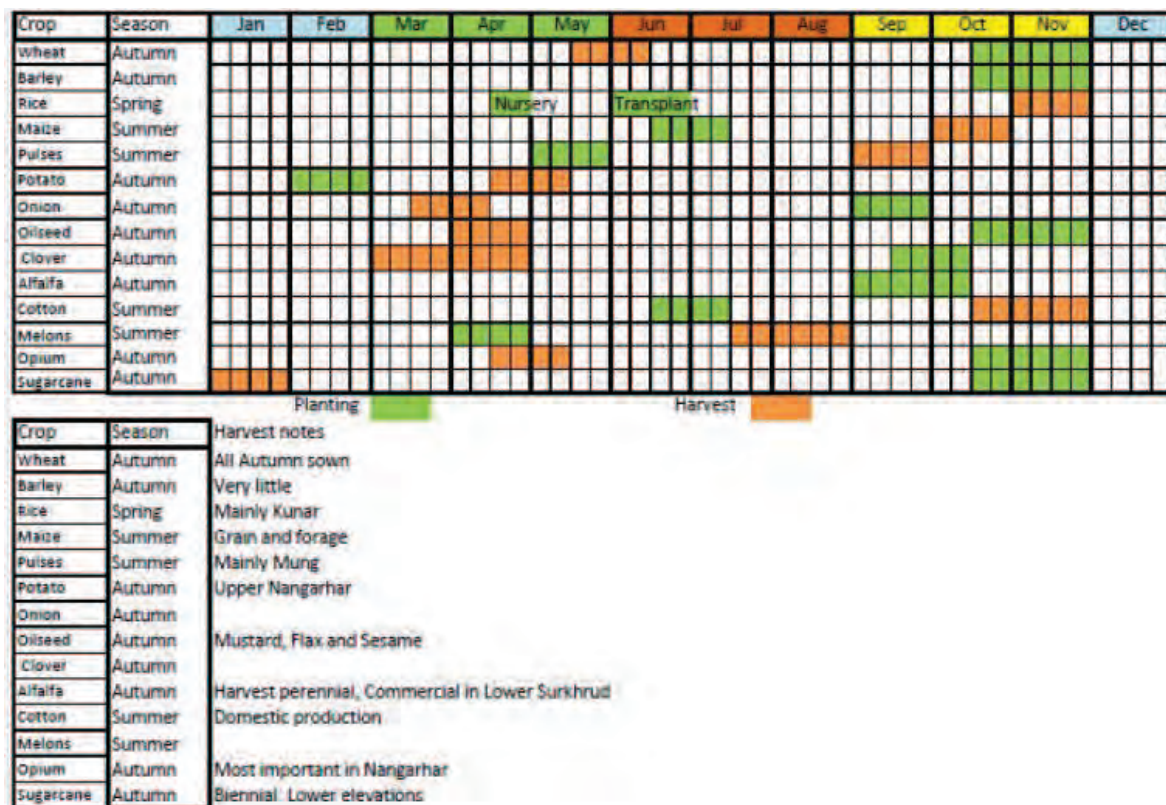 Crop Season Jan Feb Mar Apr May Jun Jul Aug Sep Oct Nov Dec
Wheat Autumn
Barley Autumn
Rice Spring Nursery Transplant
Maize Summer
Pulses Summer
Potato Autumn
Onion Autumn
Oilseed Autumn
Clover Autumn
Alfalfa Autumn
Cotton Summer
Melons Summer
Opium Autumn
Sugarcane Autumn
Planting Harvest
Crop Season Harvest notes
Wheat Autumn All Autumn sown
Barley Autumn Very little
Rice Spring Mainly Kunar
Maize Summer Grain and forage
Pulses Summer Mainly Mung
Potato Autumn Upper Nangarhar
Onion Autumn
Oilseed Autumn Mustard, Flax and Sesame
Clover Autumn
Alfalfa Autumn Harvest perennial, Commercial in Lower Surkhrud
Cotton Summer Domestic production
Melons Summer
Opium Autumn Most important in Nangarhar
Sugarcane Autumn Biennial Lower elevations